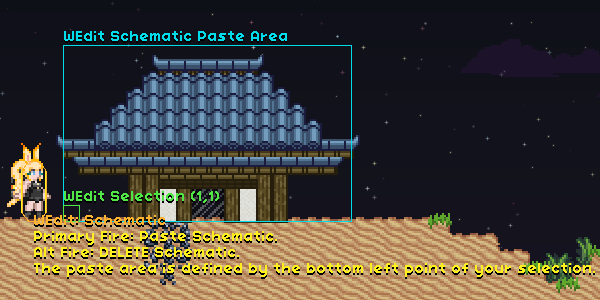 WEdit Schematic Paste Area
WEdit Selection (1,1)
WEdit: Schematic
Primary Fire: Paste Schematic.
Alt Fire: DELETE Schematic.
The paste area is defined by the bottom left point of your selection.